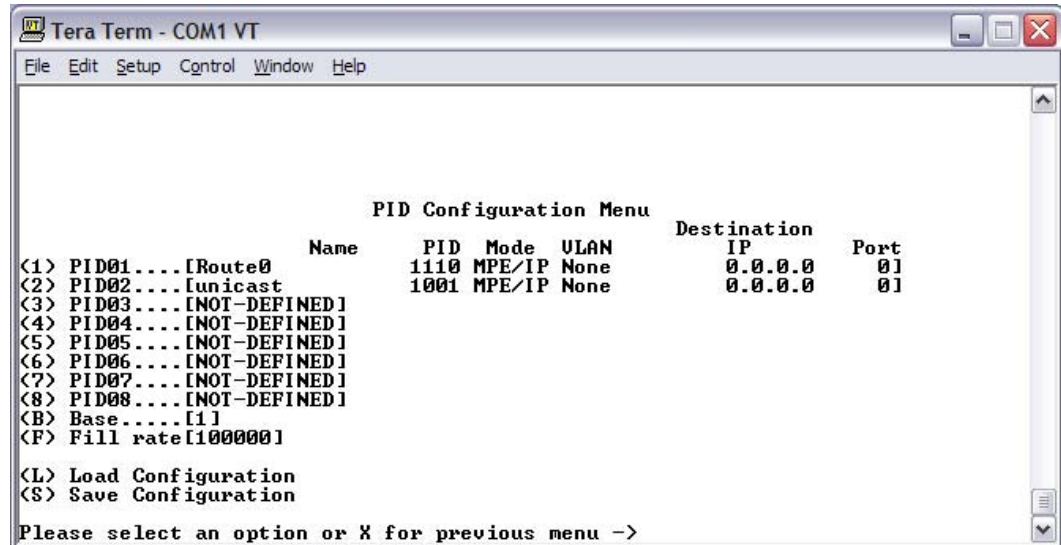 Tera Term - COM1 VT
File Edit Setup Control Window Help
PID Configuration Menu
Destination
Name PID Mode VLAN IP Port
(1) PID01....[Route0 1110 MPE/IP None 0.0.0.0 0]
(2) PID02....[unicast 1001 MPE/IP None 0.0.0.0 0]
(3) PID03....[NOT-DEFINED]
(4) PID04....[NOT-DEFINED]
(5) PID05....[NOT-DEFINED]
(6) PID06....[NOT-DEFINED]
(7) PID07....[NOT-DEFINED]
(8) PID08....[NOT-DEFINED]
(B) Base.....[1]
(F) Fill rate[100000]
(L) Load Configuration
(S) Save Configuration
Please select an option or X for previous menu ->